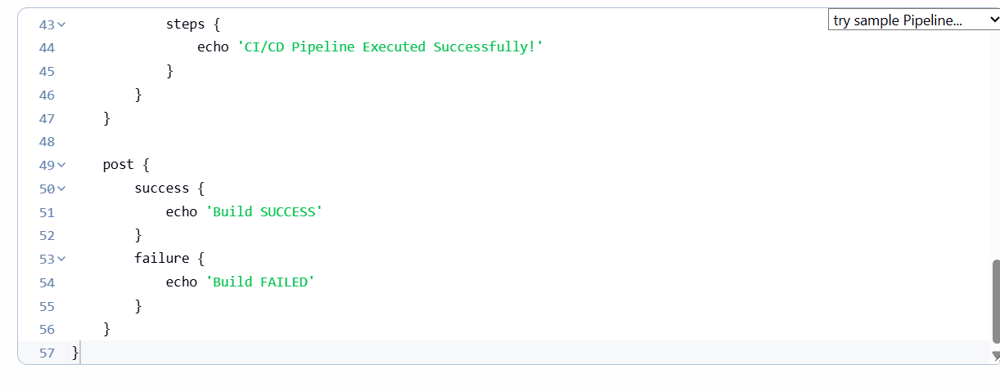 try sample Pipeline...
43 steps {
44 echo 'CI/CD Pipeline Executed Successfully!'
45 }
46 }
47 }
48
49 post {
50 success {
51 echo 'Build SUCCESS'
52 }
53 failure {
54 echo 'Build FAILED'
55 }
56 }
57 }